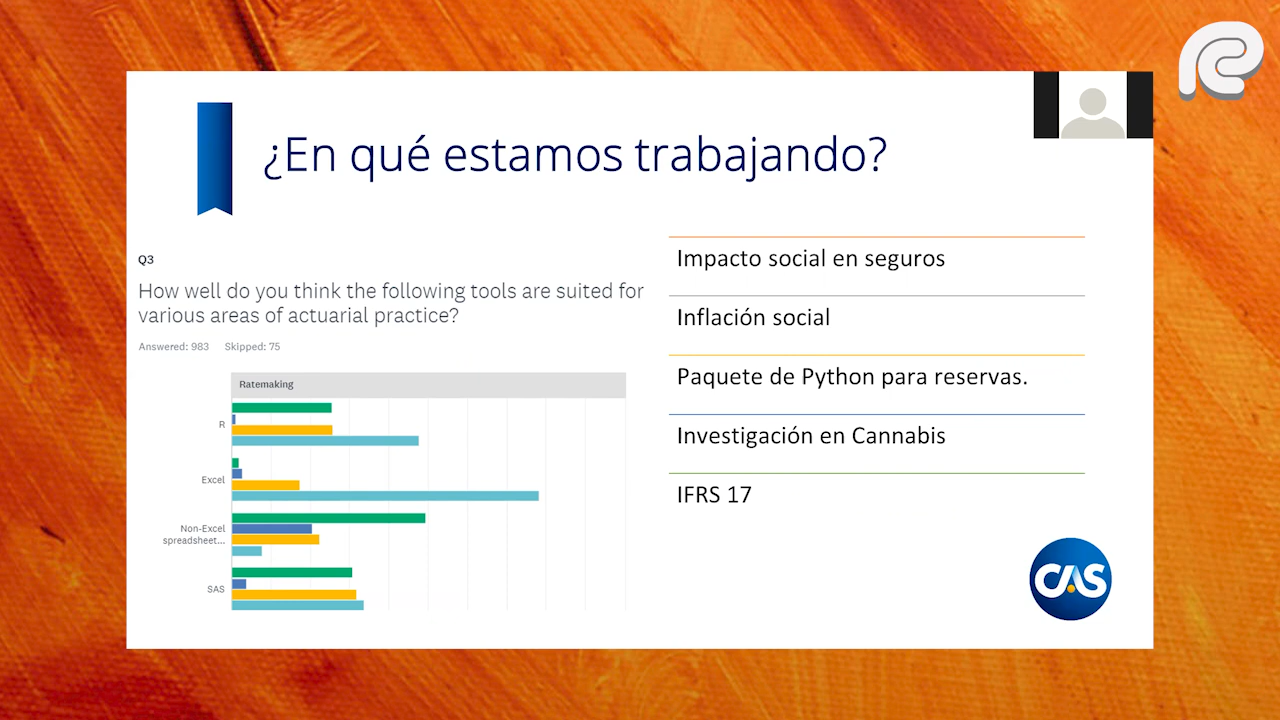 ¿En qué estamos trabajando?
Q3
How well do you think the following tools are suited for
various areas of actuarial practice?
Answered: 983 Skipped: 75
Ratemaking
R
Excel
Non-Excel
spreadsheet...
SAS
Impacto social en seguros
Inflación social
Paquete de Python para reservas.
Investigación en Cannabis
IFRS 17
CAS